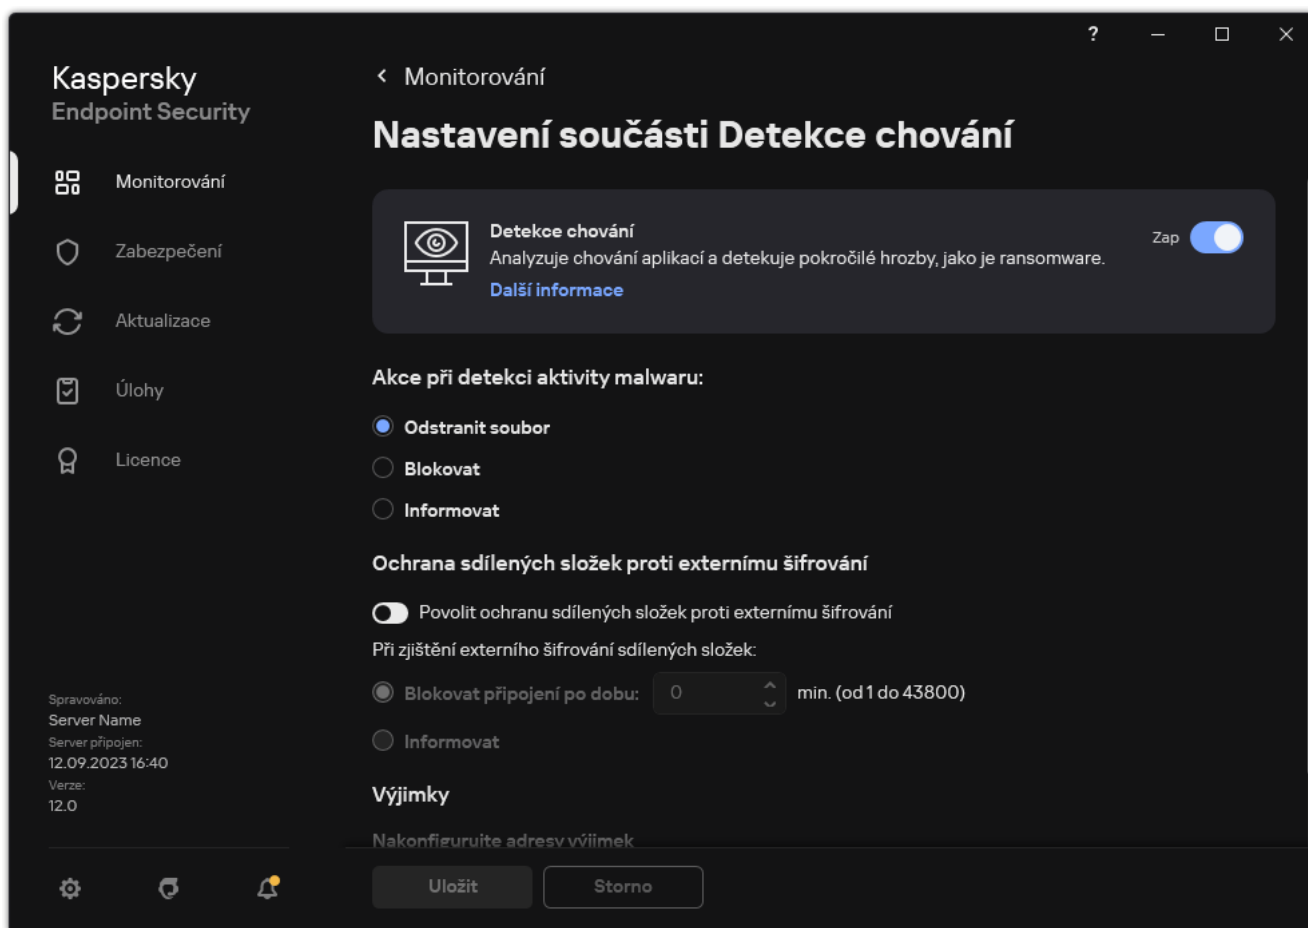 ?
Kaspersky
Endpoint Security
Monitorování
Zabezpečení
Aktualizace
Úlohy
Licence
Spravováno:
Server Name
Server připojen:
12.09.2023 16:40
Verze:
12.0
Monitorování
Nastavení součásti Detekce chování
Detekce chování
Analyzuje chování aplikací a detekuje pokročilé hrozby, jako je ransomware.
Další informace
Zap
Akce při detekci aktivity malwaru:
Odstranit soubor
Blokovat
Informovat
Ochrana sdílených složek proti externímu šifrování
Povolit ochranu sdílených složek proti externímu šifrování
Při zjištění externího šifrování sdílených složek:
Blokovat připojení po dobu: 0 min. (od 1 do 43800)
Informovat
Výjimky
Nakonfigurujte adresy výjimek
Uložit
Storno